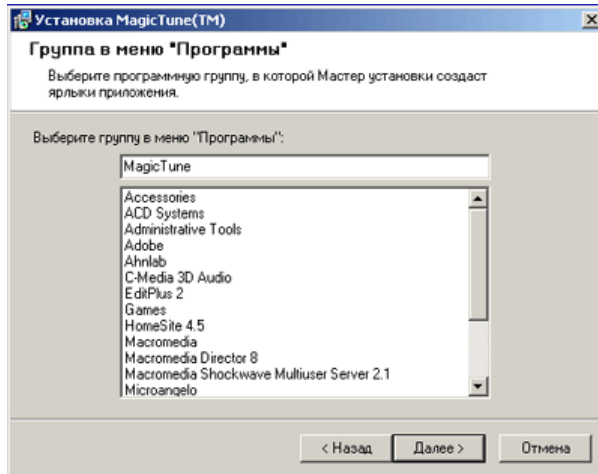 Установка MagicTune(TM)
Группа в меню "Программы"
Выберите программную группу, в которой Мастер установки создаст
ярлыки приложения.
Выберите группу в меню "Программы":
MagicTune
Accessories
ACD Systems
Administrative Tools
Adobe
Ahnlab
C-Media 3D Audio
EditPlus 2
Games
HomeSite 4.5
Macromedia
Macromedia Director 8
Macromedia Shockwave Multiuser Server 2.1
Microangelo
< Назад
Далее >
Отмена